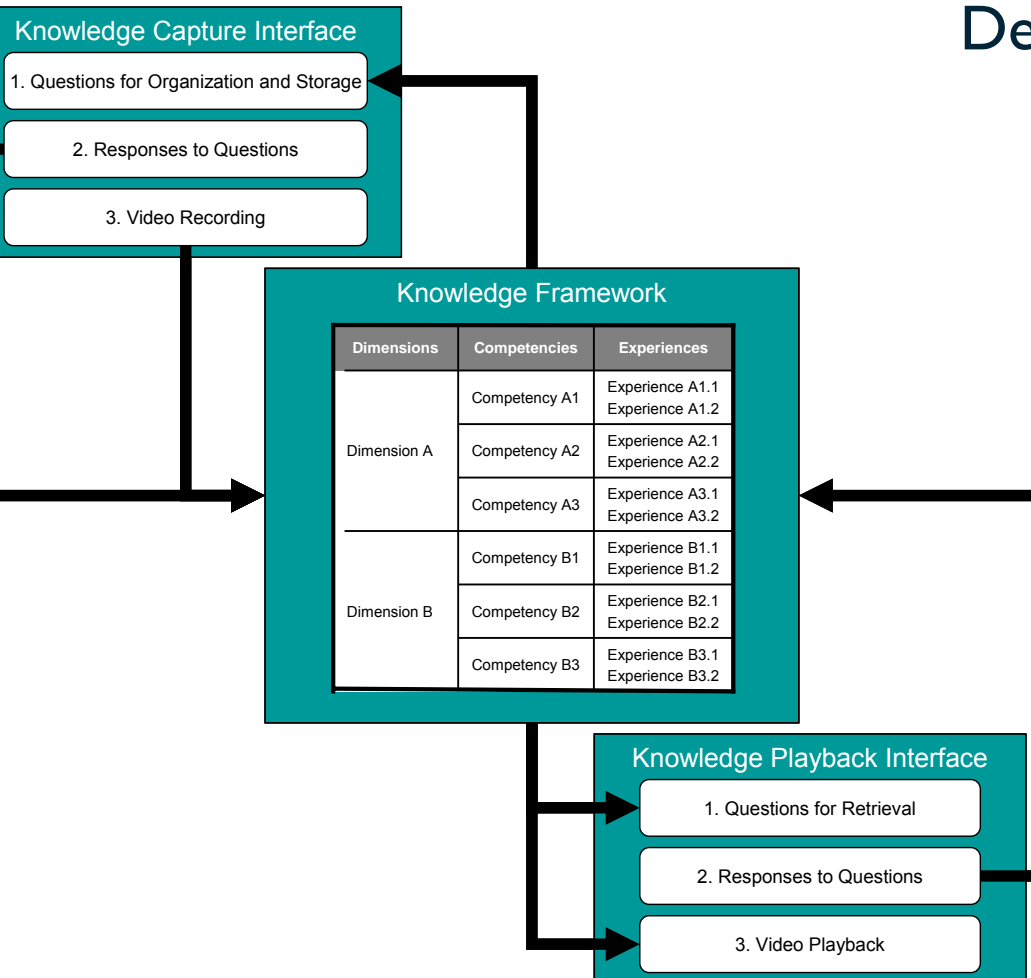 De
Knowledge Capture Interface
1. Questions for Organization and Storage
2. Responses to Questions
3. Video Recording
Knowledge Framework
Dimensions Competencies Experiences
Dimension A
Competency A1
Experience A1.1
Experience A1.2
Competency A2
Experience A2.1
Experience A2.2
Competency A3
Experience A3.1
Experience A3.2
Dimension B
Competency B1
Experience B1.1
Experience B1.2
Competency B2
Experience B2.1
Experience B2.2
Competency B3
Experience B3.1
Experience B3.2
Knowledge Playback Interface
1. Questions for Retrieval
2. Responses to Questions
3. Video Playback